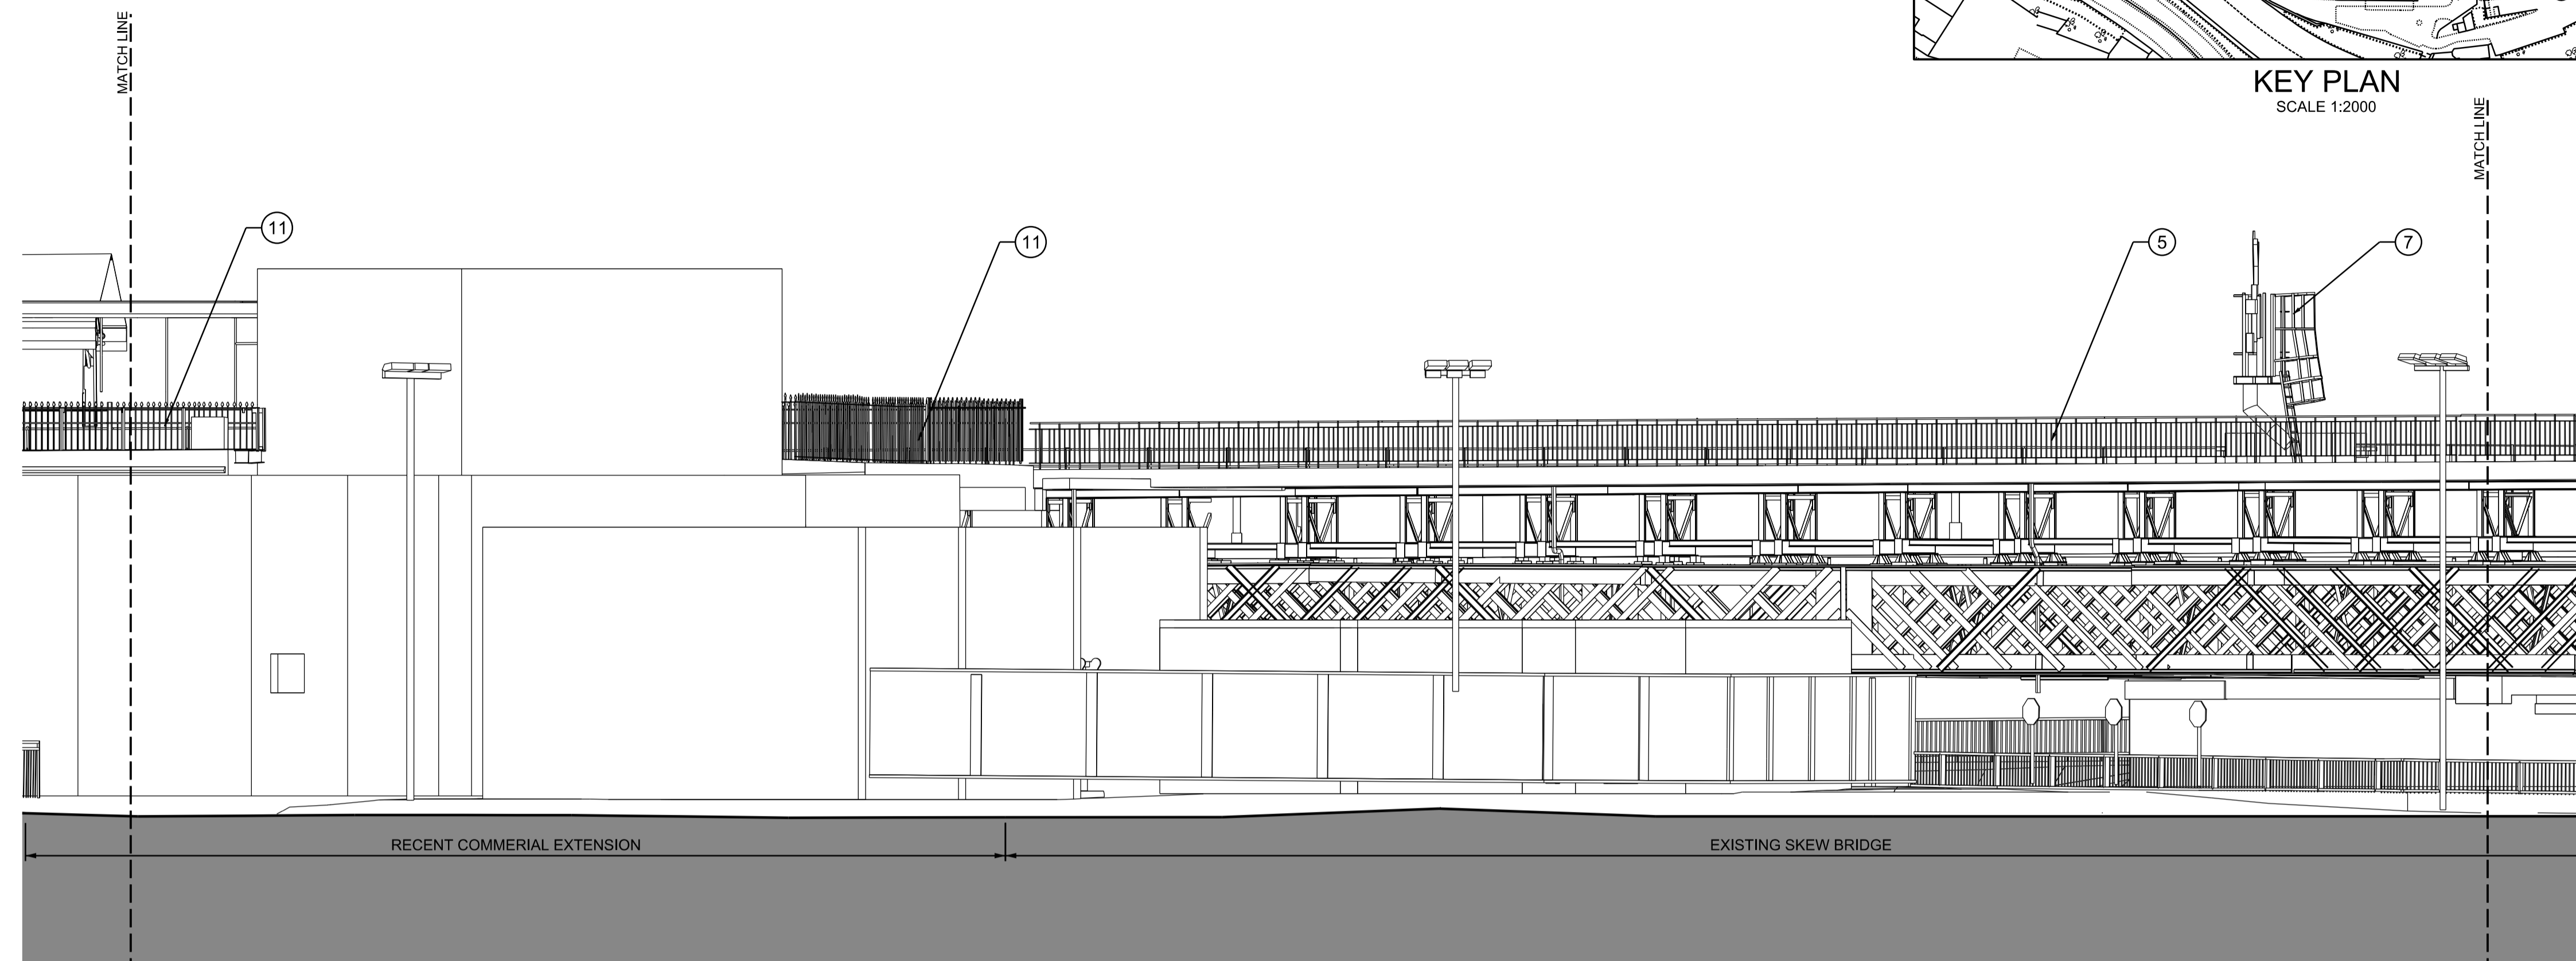 MATCH LINE
KEY PLAN
SCALE 1:2000
MATCH LINE
11
11
5
7
RECENT COMMERIAL EXTENSION
EXISTING SKEW BRIDGE